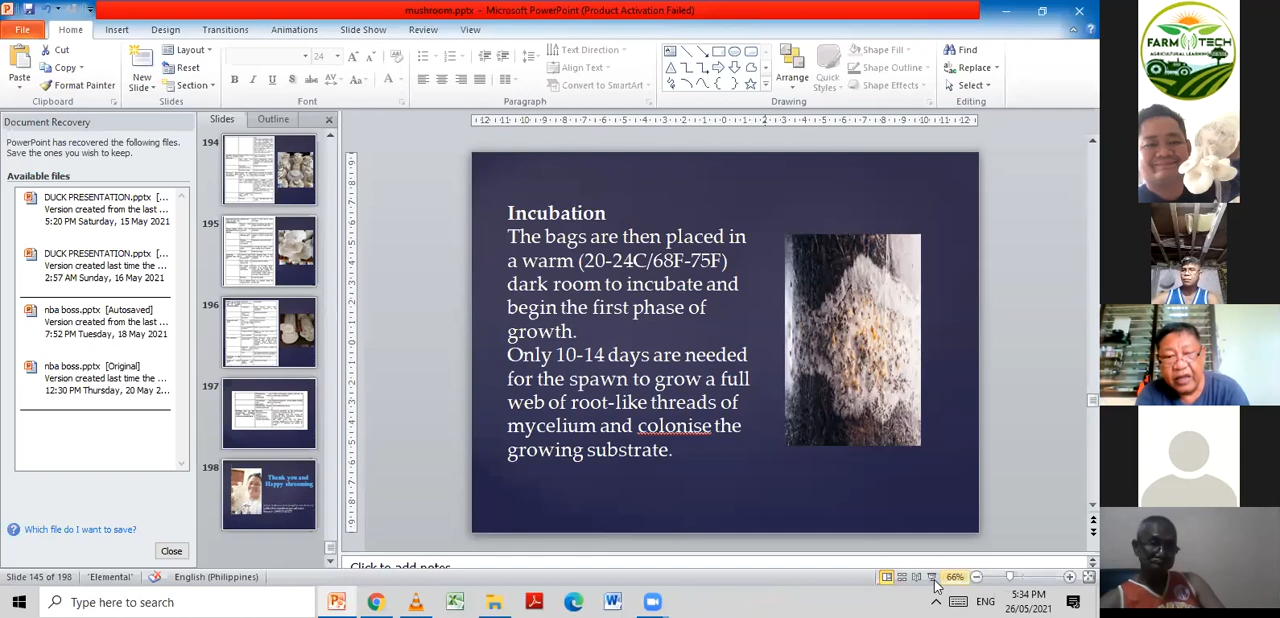 mushroom.pptx - Microsoft PowerPoint (Product Activation Failed)
File Home Insert Design Transitions Animations Slide Show Review View
Paste
Cut
Copy
Format Painter
Clipboard
New
Slide
Layout
Reset
Section
Slides
24
B I U S abc AV Aa A
Font
Text Direction
Align Text
Convert to SmartArt
Paragraph
Arrange
Quick
Styles
Shape Fill
Shape Outline
Shape Effects
Drawing
Find
Replace
Select
Editing
Document Recovery
PowerPoint has recovered the following files.
Save the ones you wish to keep.
Available files
DUCK PRESENTATION.pptx [...
Version created from the last ...
5:20 PM Saturday, 15 May 2021
DUCK PRESENTATION.pptx [...
Version created last time the ...
2:57 AM Sunday, 16 May 2021
nba boss.pptx [Autosaved]
Version created from the last ...
7:52 PM Tuesday, 18 May 2021
nba boss.pptx [Original]
Version created last time the ...
12:30 PM Thursday, 20 May 2...
Which file do I want to save?
Close
Slides Outline
194
195
196
197
198
Thank you and
Happy shrooming
Incubation
The bags are then placed in
a warm (20-24C/68F-75F)
dark room to incubate and
begin the first phase of
growth.
Only 10-14 days are needed
for the spawn to grow a full
web of root-like threads of
mycelium and colonise the
growing substrate.
Click to add notes
FARM TECH
AGRICULTURAL LEARNING
Slide 145 of 198 'Elemental' English (Philippines) 66%
Type here to search
ENG
5:34 PM
26/05/2021